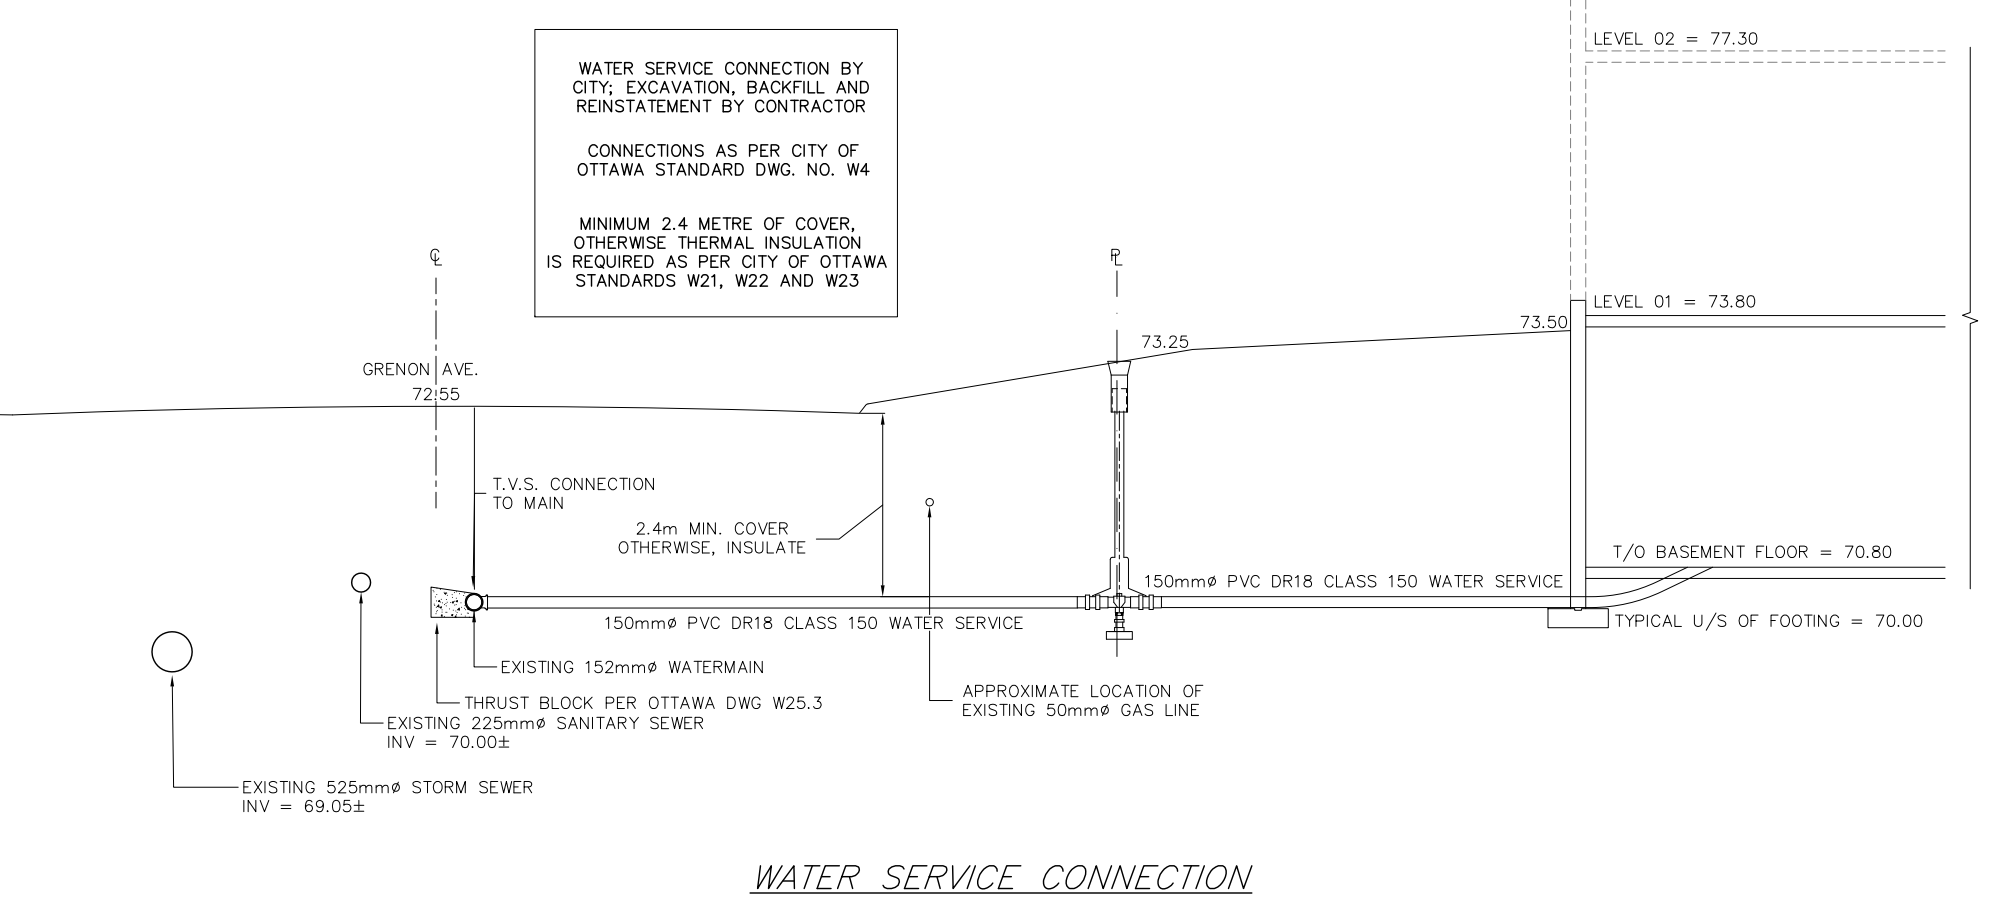 LEVEL 02 = 77.30
WATER SERVICE CONNECTION BY
CITY; EXCAVATION, BACKFILL AND
REINSTATEMENT BY CONTRACTOR
CONNECTIONS AS PER CITY OF
OTTAWA STANDARD DWG. NO. W4
MINIMUM 2.4 METRE OF COVER,
OTHERWISE THERMAL INSULATION
IS REQUIRED AS PER CITY OF OTTAWA
STANDARDS W21, W22 AND W23
℄
PL
LEVEL 01 = 73.80
73.50
73.25
GRENON AVE.
72.55
T.V.S. CONNECTION
TO MAIN
2.4m MIN. COVER
OTHERWISE, INSULATE
T/O BASEMENT FLOOR = 70.80
150mmø PVC DR18 CLASS 150 WATER SERVICE
150mmø PVC DR18 CLASS 150 WATER SERVICE
TYPICAL U/S OF FOOTING = 70.00
EXISTING 152mmø WATERMAIN
THRUST BLOCK PER OTTAWA DWG W25.3
APPROXIMATE LOCATION OF
EXISTING 50mmø GAS LINE
EXISTING 225mmø SANITARY SEWER
INV = 70.00±
EXISTING 525mmø STORM SEWER
INV = 69.05±
WATER SERVICE CONNECTION